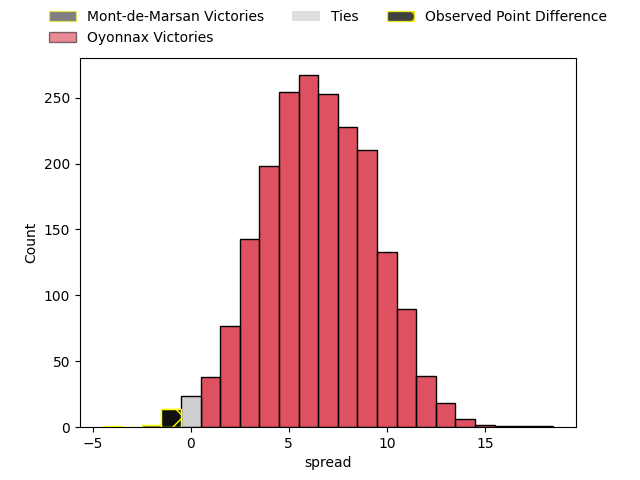 Mont-de-Marsan Victories
Oyonnax Victories
Ties
Observed Point Difference
250
200
150
100
50
0
Count
−5
0
5
10
15
spread